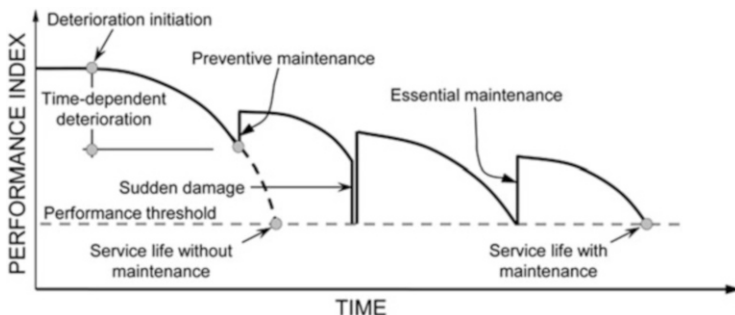 Deterioration initiation
Preventive maintenance
PERFORMANCE INDEX
Time-dependent
deterioration
Essential maintenance
Sudden damage
Performance threshold
Service life without
maintenance
Service life with
maintenance
TIME